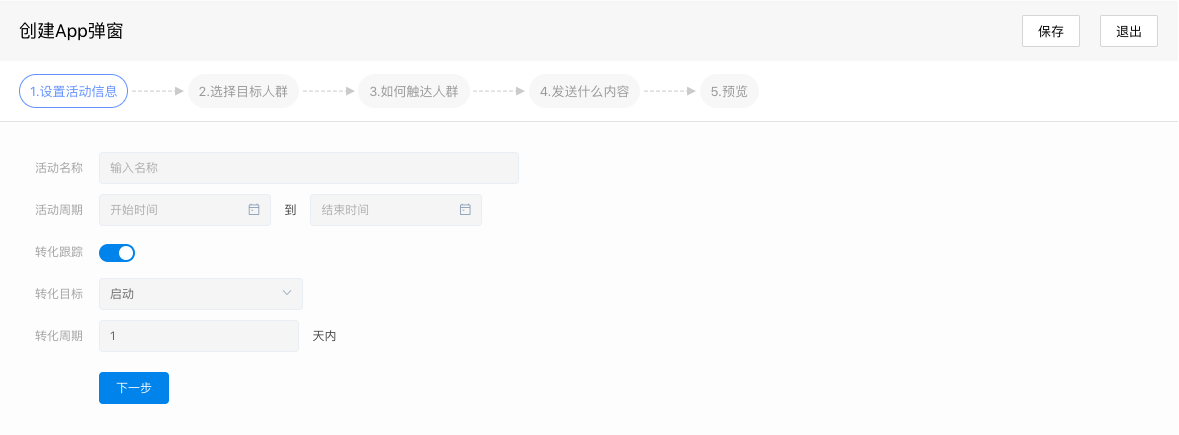 创建App弹窗 保存 退出
1.设置活动信息 2.选择目标人群 3.如何触达人群 4.发送什么内容 5.预览
活动名称 输入名称
活动周期 开始时间 到 结束时间
转化跟踪
转化目标 启动
转化周期 1 天内
下一步